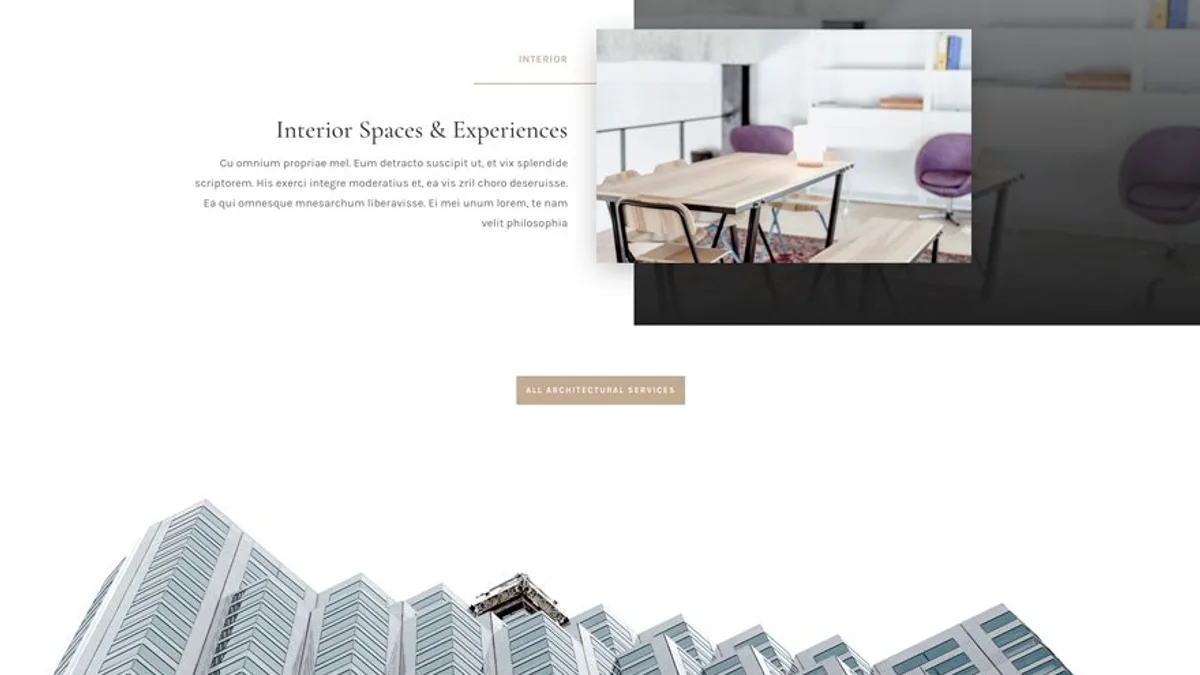 INTERIOR
Interior Spaces & Experiences
Cu omnium propriae mel. Eum detracto suscipit ut, et vix splendide
scriptorem. His exerci integre moderatius et, ea vis zril choro deseruisse.
Ea qui omnesque mnesarchum liberavisse. Ei mei unum lorem, te nam
velit philosophia
ALL ARCHITECTURAL SERVICES